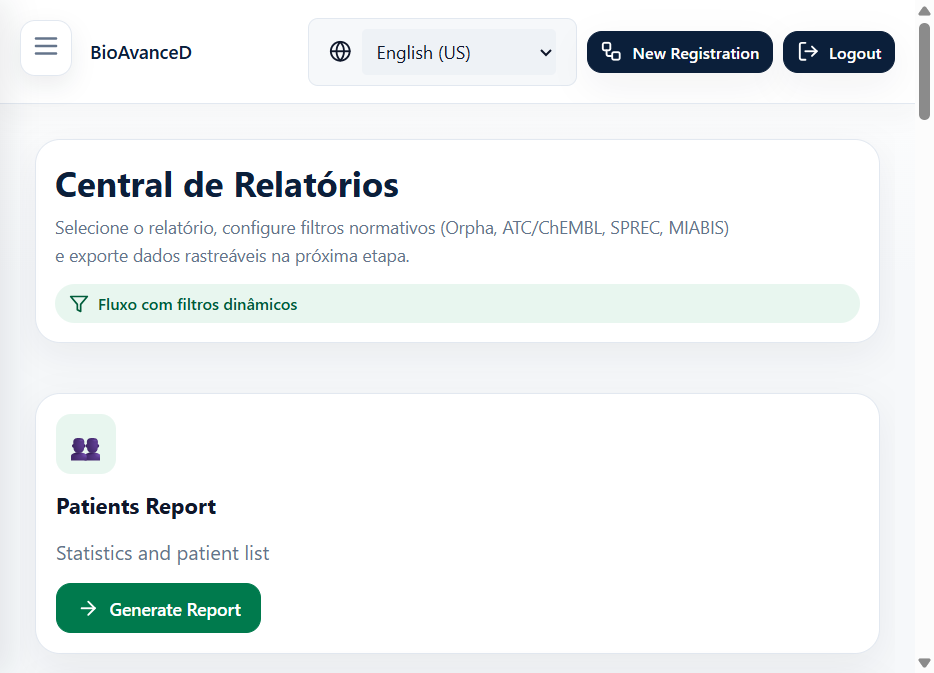 BioAvanceD
English (US)
New Registration
Logout
Central de Relatórios
Selecione o relatório, configure filtros normativos (Orpha, ATC/ChEMBL, SPREC, MIABIS)
e exporte dados rastreáveis na próxima etapa.
Fluxo com filtros dinâmicos
Patients Report
Statistics and patient list
Generate Report